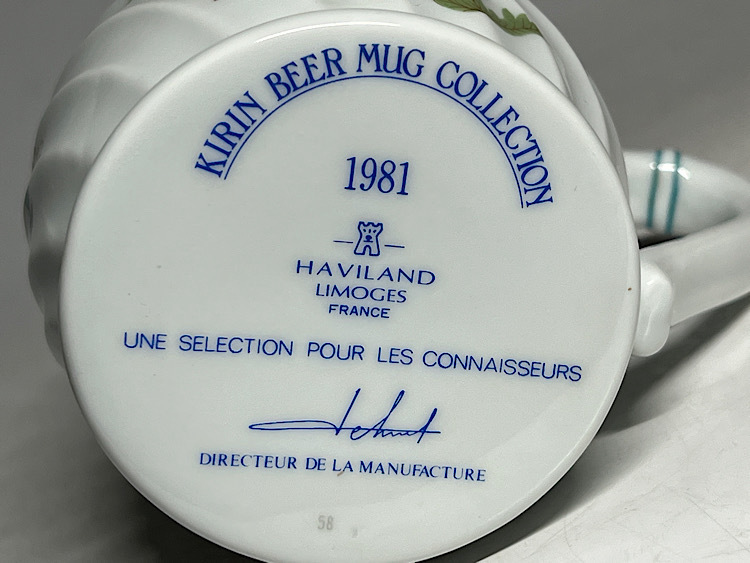 KIRIN BEER MUG COLLECTION
1981
HAVILAND
LIMOGES
FRANCE
UNE SELECTION POUR LES CONNAISSEURS
DIRECTEUR DE LA MANUFACTURE
58